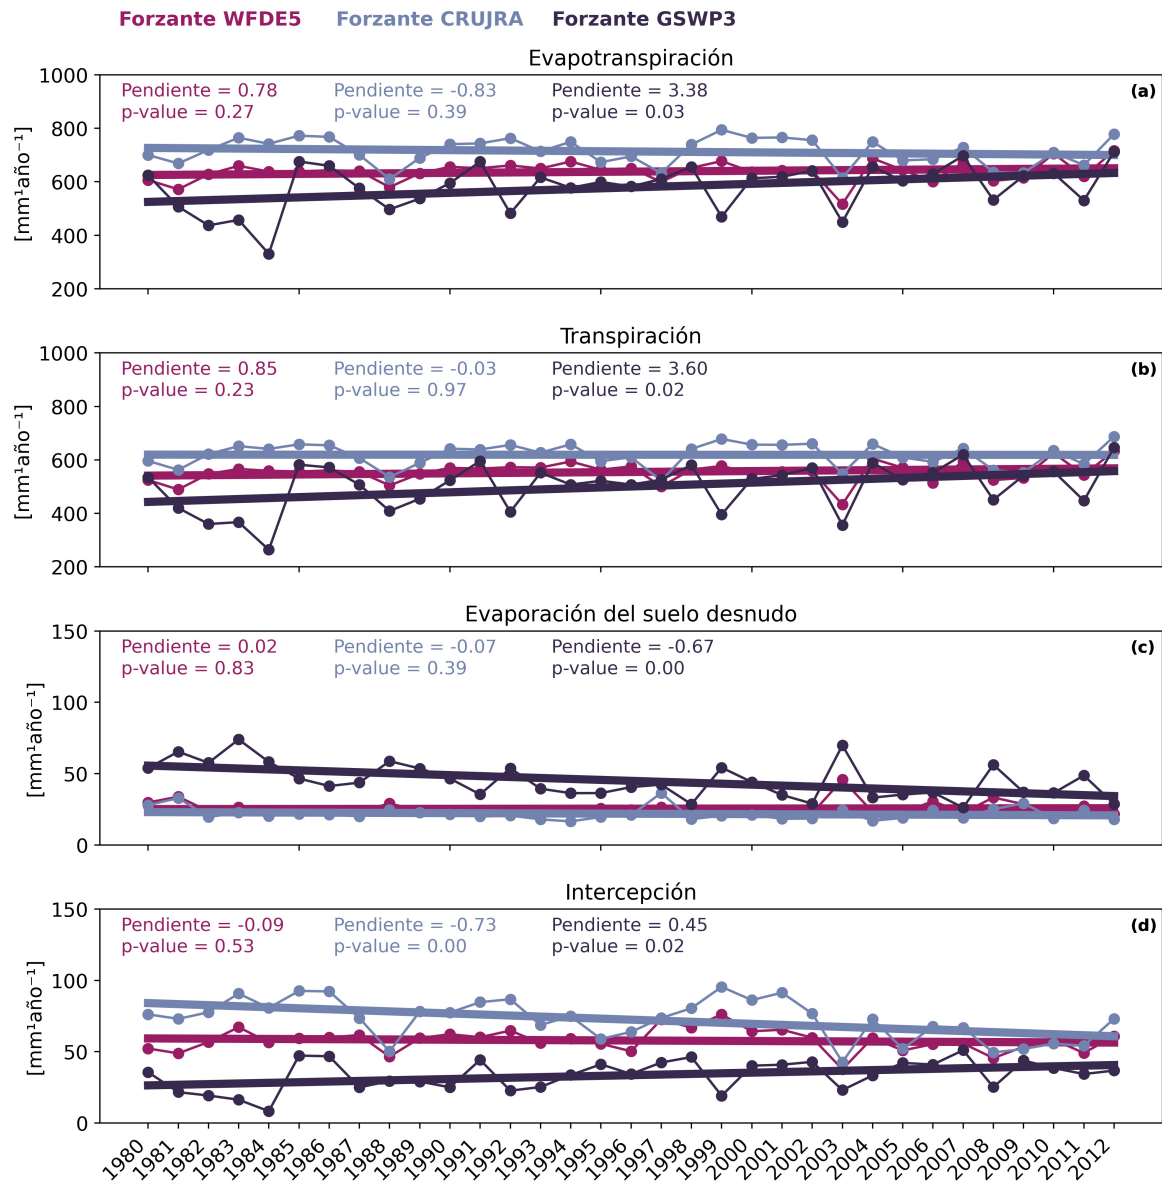 Forzante WFDE5 Forzante CRUJRA Forzante GSWP3
Evapotranspiración
1000
800
600
400
200
[mm¹año⁻¹]
Pendiente = 0.78 Pendiente = -0.83 Pendiente = 3.38 (a)
p-value = 0.27 p-value = 0.39 p-value = 0.03
Transpiración
1000
800
600
400
200
[mm¹año⁻¹]
Pendiente = 0.85 Pendiente = -0.03 Pendiente = 3.60 (b)
p-value = 0.23 p-value = 0.97 p-value = 0.02
Evaporación del suelo desnudo
150
100
50
0
[mm¹año⁻¹]
Pendiente = 0.02 Pendiente = -0.07 Pendiente = -0.67 (c)
p-value = 0.83 p-value = 0.39 p-value = 0.00
Intercepción
150
100
50
0
[mm¹año⁻¹]
Pendiente = -0.09 Pendiente = -0.73 Pendiente = 0.45 (d)
p-value = 0.53 p-value = 0.00 p-value = 0.02
1980 1981 1982 1983 1984 1985 1986 1987 1988 1989 1990 1991 1992 1993 1994 1995 1996 1997 1998 1999 2000 2001 2002 2003 2004 2005 2006 2007 2008 2009 2010 2011 2012